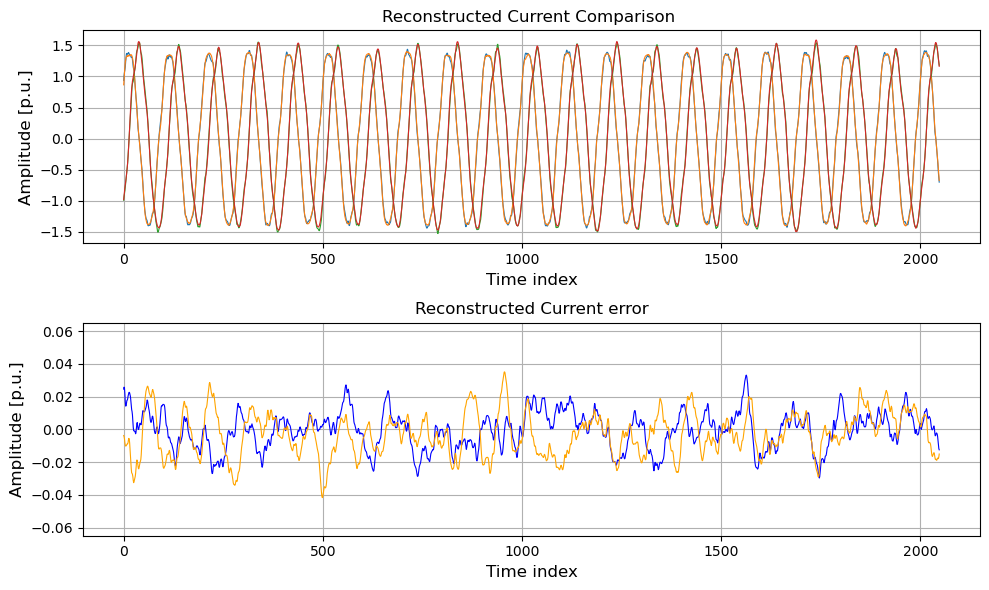 Reconstructed Current Comparison
1.5
1.0
0.5
0.0
−0.5
−1.0
−1.5
Amplitude [p.u.]
0 500 1000 1500 2000
Time index
Reconstructed Current error
0.06
0.04
0.02
0.00
−0.02
−0.04
−0.06
Amplitude [p.u.]
0 500 1000 1500 2000
Time index